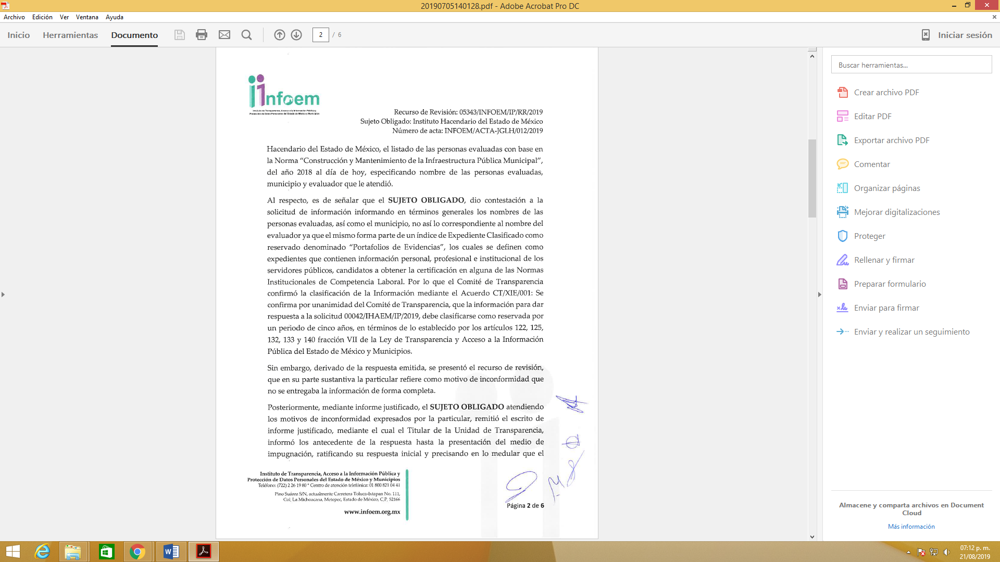 20190705140128.pdf - Adobe Acrobat Pro DC
Archivo Edición Ver Ventana Ayuda
Inicio Herramientas Documento 2 / 6 Iniciar sesión
infoem
Instituto de Transparencia, Acceso a la Información Pública y
Protección de Datos Personales del Estado de México y Municipios
Recurso de Revisión: 05343/INFOEM/IP/RR/2019
Sujeto Obligado: Instituto Hacendario del Estado de México
Número de acta: INFOEM/ACTA-JGLH/012/2019
Hacendario del Estado de México, el listado de las personas evaluadas con base en
la Norma “Construcción y Mantenimiento de la Infraestructura Pública Municipal”,
del año 2018 al día de hoy, especificando nombre de las personas evaluadas,
municipio y evaluador que le atendió.
Al respecto, es de señalar que el SUJETO OBLIGADO, dio contestación a la
solicitud de información informando en términos generales los nombres de las
personas evaluadas, así como el municipio, no así lo correspondiente al nombre del
evaluador ya que el mismo forma parte de un índice de Expediente Clasificado como
reservado denominado “Portafolios de Evidencias”, los cuales se definen como
expedientes que contienen información personal, profesional e institucional de los
servidores públicos, candidatos a obtener la certificación en alguna de las Normas
Institucionales de Competencia Laboral. Por lo que el Comité de Transparencia
confirmó la clasificación de la Información mediante el Acuerdo CT/XIE/001: Se
confirma por unanimidad del Comité de Transparencia, que la información para dar
respuesta a la solicitud 00042/IHAEM/IP/2019, debe clasificarse como reservada por
un periodo de cinco años, en términos de lo establecido por los artículos 122, 125,
132, 133 y 140 fracción VII de la Ley de Transparencia y Acceso a la Información
Pública del Estado de México y Municipios.
Sin embargo, derivado de la respuesta emitida, se presentó el recurso de revisión,
que en su parte sustantiva la particular refiere como motivo de inconformidad que
no se entregaba la información de forma completa.
Posteriormente, mediante informe justificado, el SUJETO OBLIGADO atendiendo
los motivos de inconformidad expresados por la particular, remitió el escrito de
informe justificado, mediante el cual el Titular de la Unidad de Transparencia,
informó los antecedente de la respuesta hasta la presentación del medio de
impugnación, ratificando su respuesta inicial y precisando en lo medular que el
Instituto de Transparencia, Acceso a la Información Pública y
Protección de Datos Personales del Estado de México y Municipios
Teléfono: (722) 2 26 19 80 * Centro de atención telefónica: 01 800 821 04 41
Pino Suárez S/N, actualmente Carretera Toluca-Ixtapan No. 111,
Col. La Michoacana, Metepec, Estado de México, C.P. 52166
www.infoem.org.mx
Página 2 de 6
Buscar herramientas...
Crear archivo PDF
Editar PDF
Exportar archivo PDF
Comentar
Organizar páginas
Mejorar digitalizaciones
Proteger
Rellenar y firmar
Preparar formulario
Enviar para firmar
Enviar y realizar un seguimiento
Almacene y comparta archivos en Document
Cloud
Más información
07:12 p. m.
21/08/2019